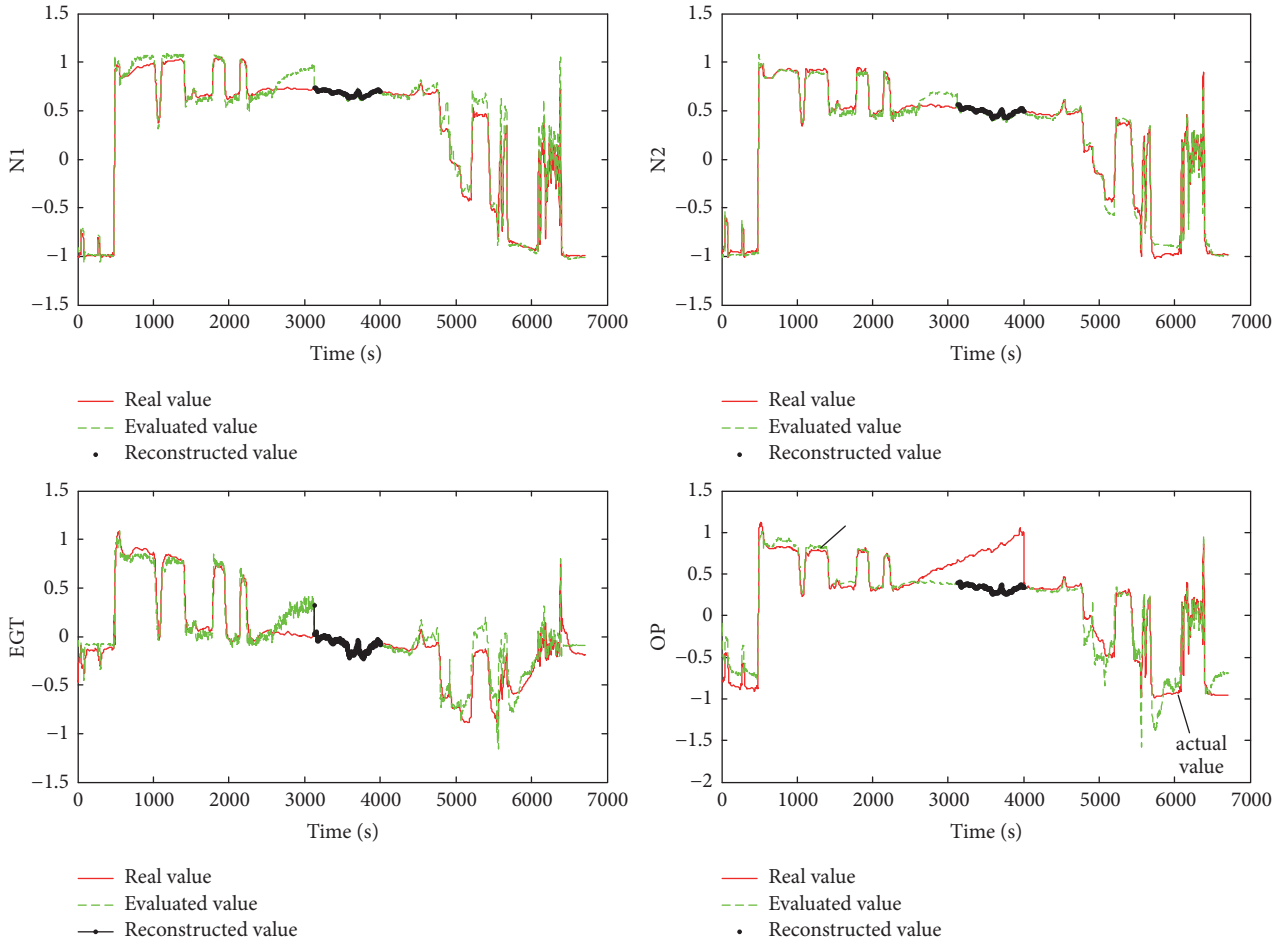 1.5
1
0.5
0
−0.5
−1
−1.5
N1
0 1000 2000 3000 4000 5000 6000 7000
Time (s)
Real value
Evaluated value
Reconstructed value
1.5
1
0.5
0
−0.5
−1
−1.5
N2
0 1000 2000 3000 4000 5000 6000 7000
Time (s)
Real value
Evaluated value
Reconstructed value
1.5
1
0.5
0
−0.5
−1
−1.5
EGT
0 1000 2000 3000 4000 5000 6000 7000
Time (s)
Real value
Evaluated value
Reconstructed value
1.5
1
0.5
0
−0.5
−1
−1.5
−2
OP
actual
value
0 1000 2000 3000 4000 5000 6000 7000
Time (s)
Real value
Evaluated value
Reconstructed value